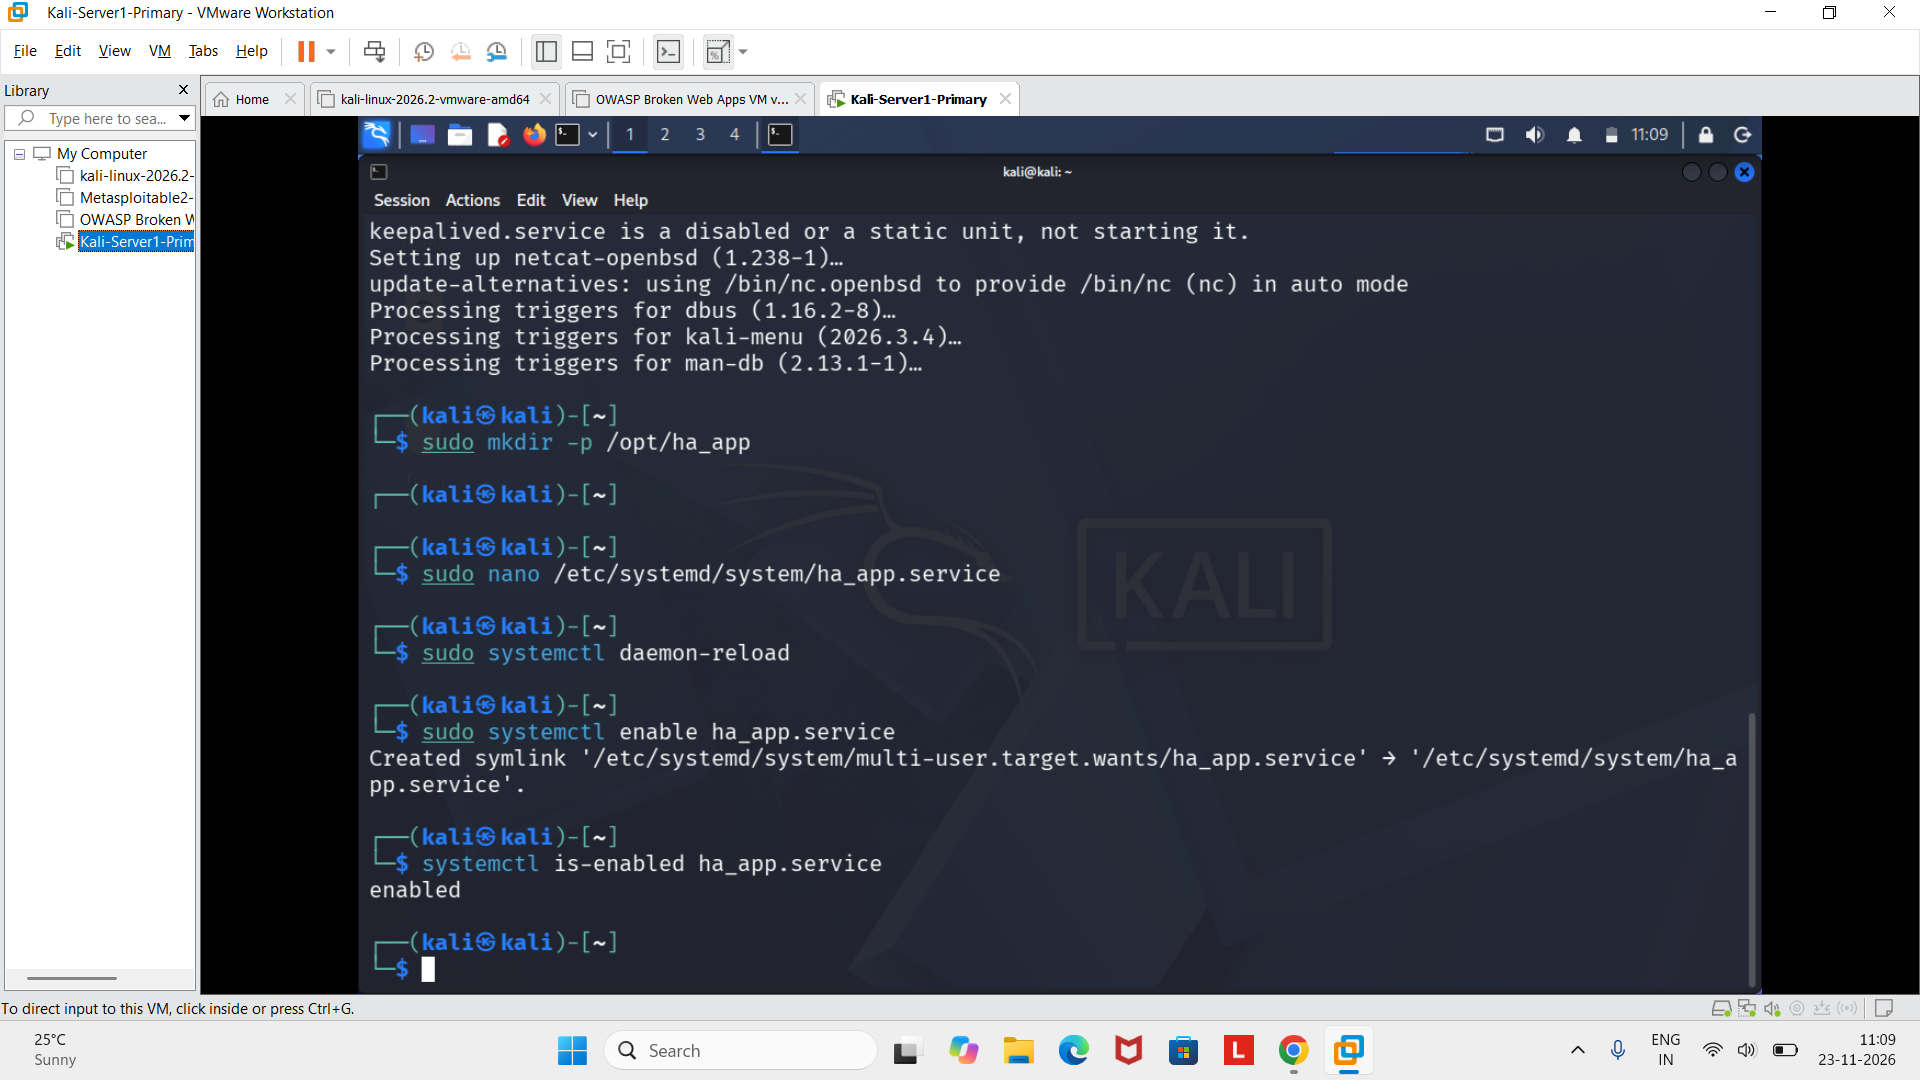 Kali-Server1-Primary - VMware Workstation
File Edit View VM Tabs Help
Library
Type here to sea...
My Computer
kali-linux-2026.2-
Metasploitable2-
OWASP Broken W
Kali-Server1-Prim
Home
kali-linux-2026.2-vmware-amd64
OWASP Broken Web Apps VM v...
Kali-Server1-Primary
1 2 3 4
11:09
kali@kali: ~
Session Actions Edit View Help
keepalived.service is a disabled or a static unit, not starting it.
Setting up netcat-openbsd (1.238-1)…
update-alternatives: using /bin/nc.openbsd to provide /bin/nc (nc) in auto mode
Processing triggers for dbus (1.16.2-8)…
Processing triggers for kali-menu (2026.3.4)…
Processing triggers for man-db (2.13.1-1)…
┌──(kali㉿kali)-[~]
└─$ sudo mkdir -p /opt/ha_app
┌──(kali㉿kali)-[~]
┌──(kali㉿kali)-[~]
└─$ sudo nano /etc/systemd/system/ha_app.service
┌──(kali㉿kali)-[~]
└─$ sudo systemctl daemon-reload
┌──(kali㉿kali)-[~]
└─$ sudo systemctl enable ha_app.service
Created symlink '/etc/systemd/system/multi-user.target.wants/ha_app.service' → '/etc/systemd/system/ha_a
pp.service'.
┌──(kali㉿kali)-[~]
└─$ systemctl is-enabled ha_app.service
enabled
┌──(kali㉿kali)-[~]
└─$
KALI
To direct input to this VM, click inside or press Ctrl+G.
25°C
Sunny
Search
L
ENG
IN
11:09
23-11-2026